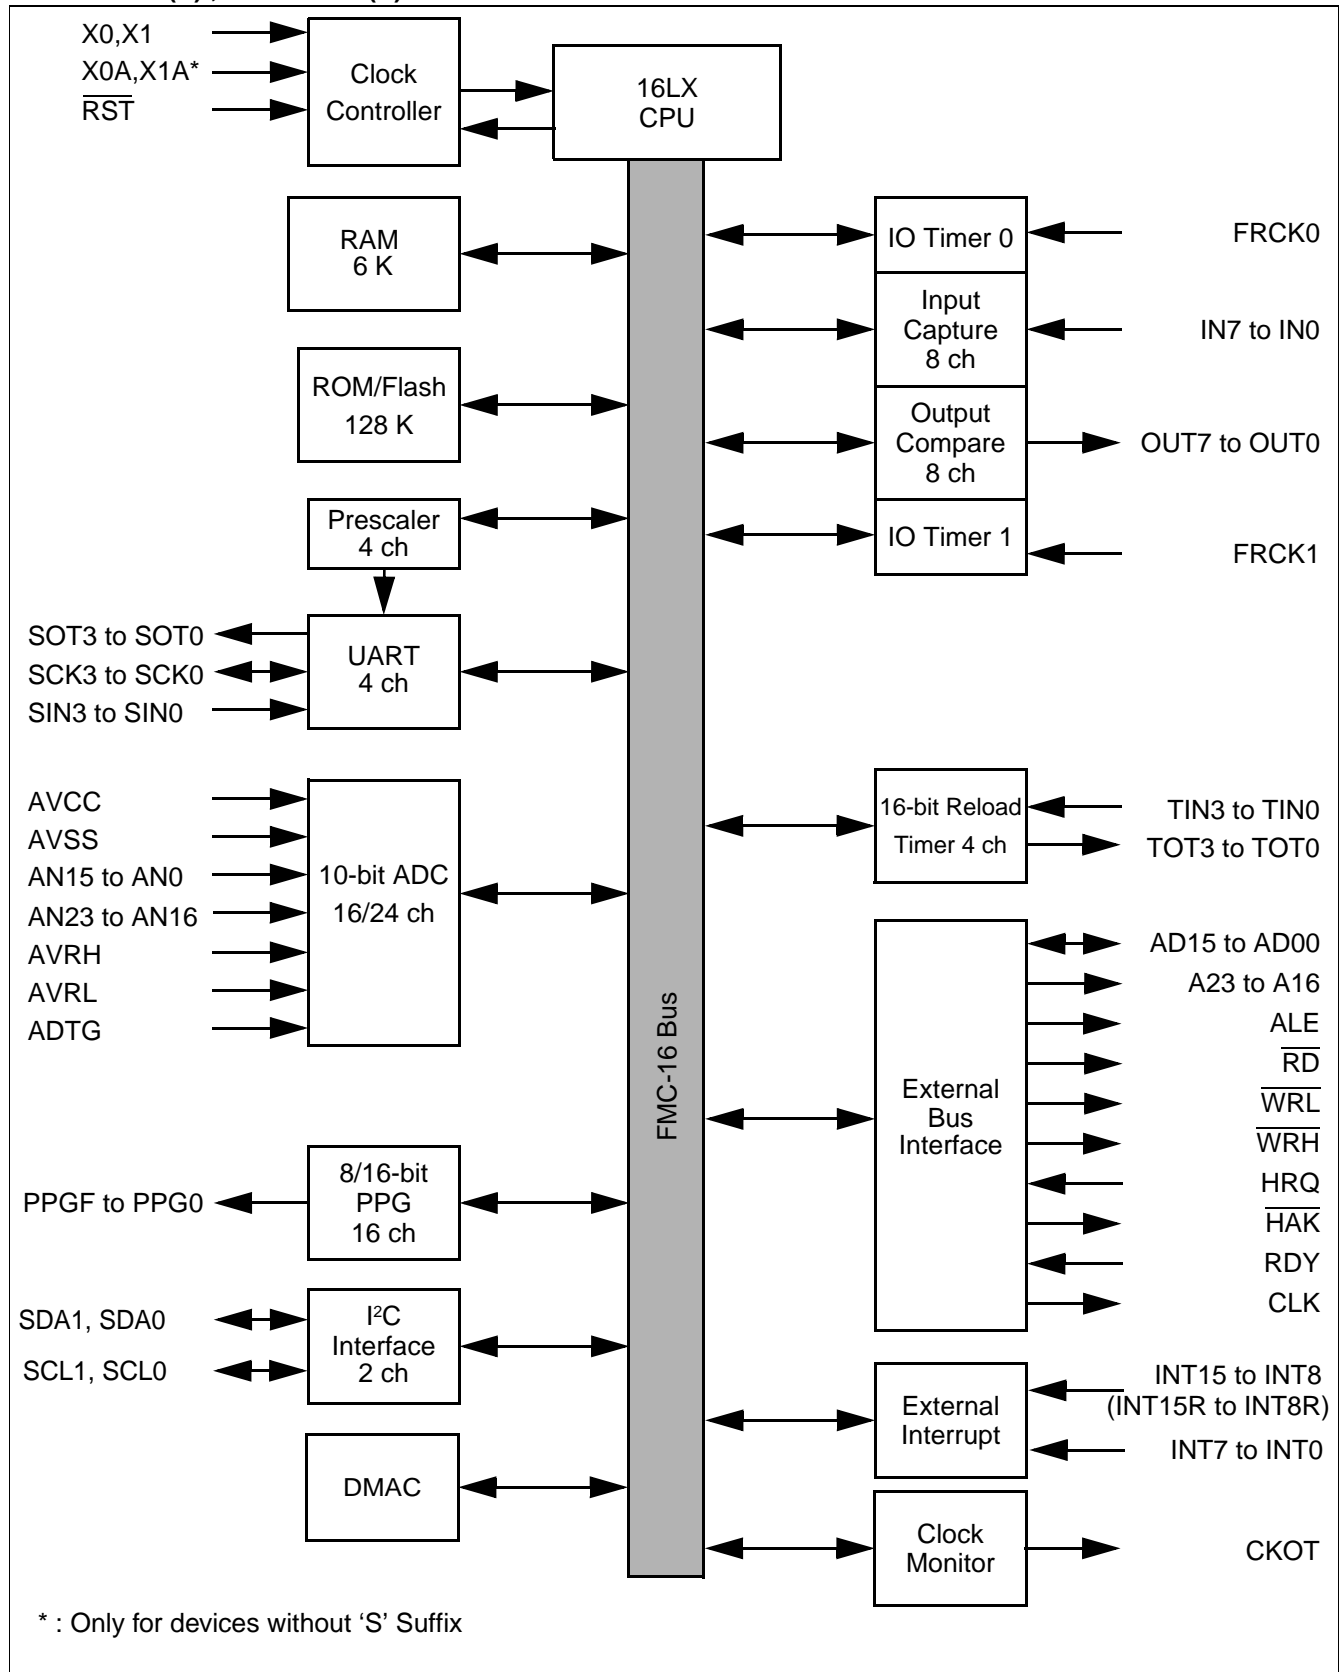 X0,X1
X0A,X1A*
RST
Clock
Controller
16LX
CPU
RAM
6 K
ROM/Flash
128 K
Prescaler
4 ch
SOT3 to SOT0
SCK3 to SCK0
SIN3 to SIN0
UART
4 ch
AVCC
AVSS
AN15 to AN0
AN23 to AN16
AVRH
AVRL
ADTG
10-bit ADC
16/24 ch
PPGF to PPG0
8/16-bit
PPG
16 ch
SDA1, SDA0
SCL1, SCL0
I²C
Interface
2 ch
DMAC
FMC-16 Bus
IO Timer 0
FRCK0
Input
Capture
8 ch
IN7 to IN0
Output
Compare
8 ch
OUT7 to OUT0
IO Timer 1
FRCK1
16-bit Reload
Timer 4 ch
TIN3 to TIN0
TOT3 to TOT0
External
Bus
Interface
AD15 to AD00
A23 to A16
ALE
RD
WRL
WRH
HRQ
HAK
RDY
CLK
External
Interrupt
INT15 to INT8
(INT15R to INT8R)
INT7 to INT0
Clock
Monitor
CKOT
* : Only for devices without ‘S’ Suffix